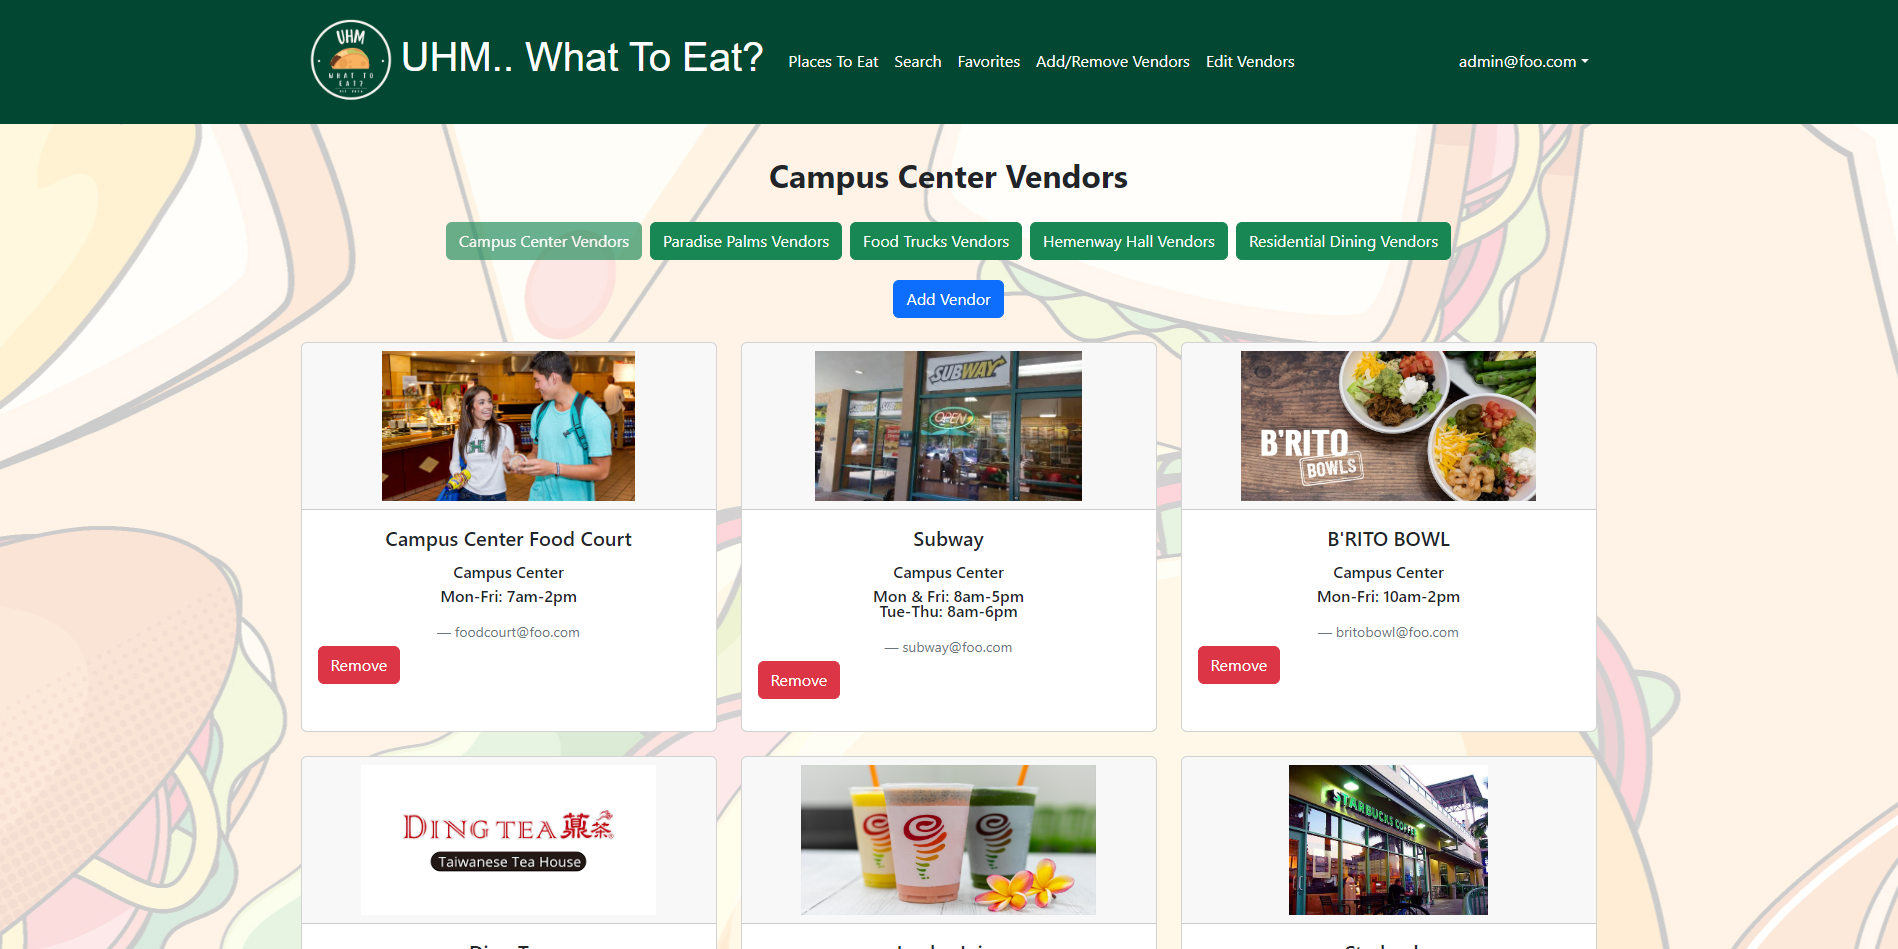 UHM
WHAT TO
EAT?
UHM.. What To Eat?
Places To Eat
Search
Favorites
Add/Remove Vendors
Edit Vendors
admin@foo.com
Campus Center Vendors
Campus Center Vendors
Paradise Palms Vendors
Food Trucks Vendors
Hemenway Hall Vendors
Residential Dining Vendors
Add Vendor
Campus Center Food Court
Campus Center
Mon-Fri: 7am-2pm
— foodcourt@foo.com
Remove
SUBWAY
OPEN
Subway
Campus Center
Mon & Fri: 8am-5pm
Tue-Thu: 8am-6pm
— subway@foo.com
Remove
B'RITO
BOWLS
B'RITO BOWL
Campus Center
Mon-Fri: 10am-2pm
— britobowl@foo.com
Remove
DING TEA 薡茶
Taiwanese Tea House
STARBUCKS COFFEE